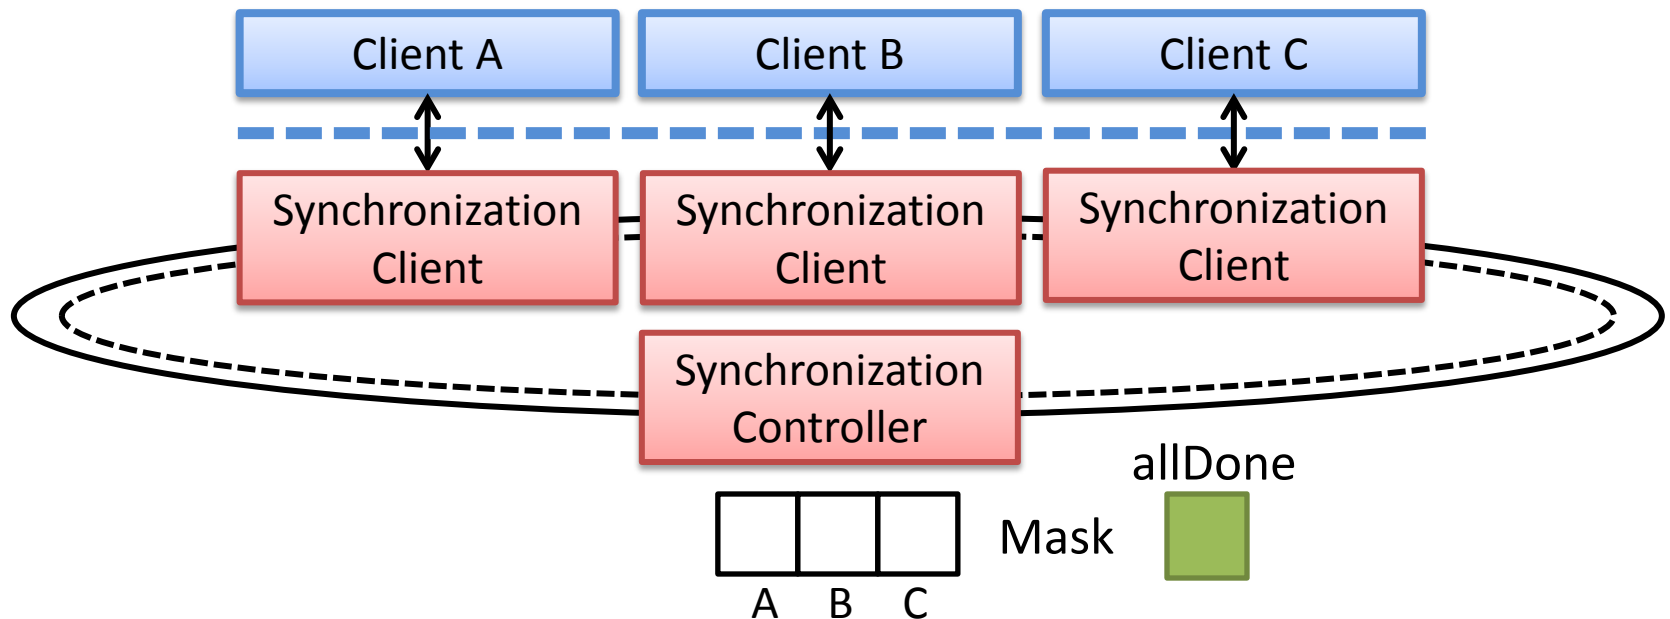 Client A
Client B
Client C
Synchronization
Client
Synchronization
Client
Synchronization
Client
Synchronization
Controller
allDone
Mask
A B C